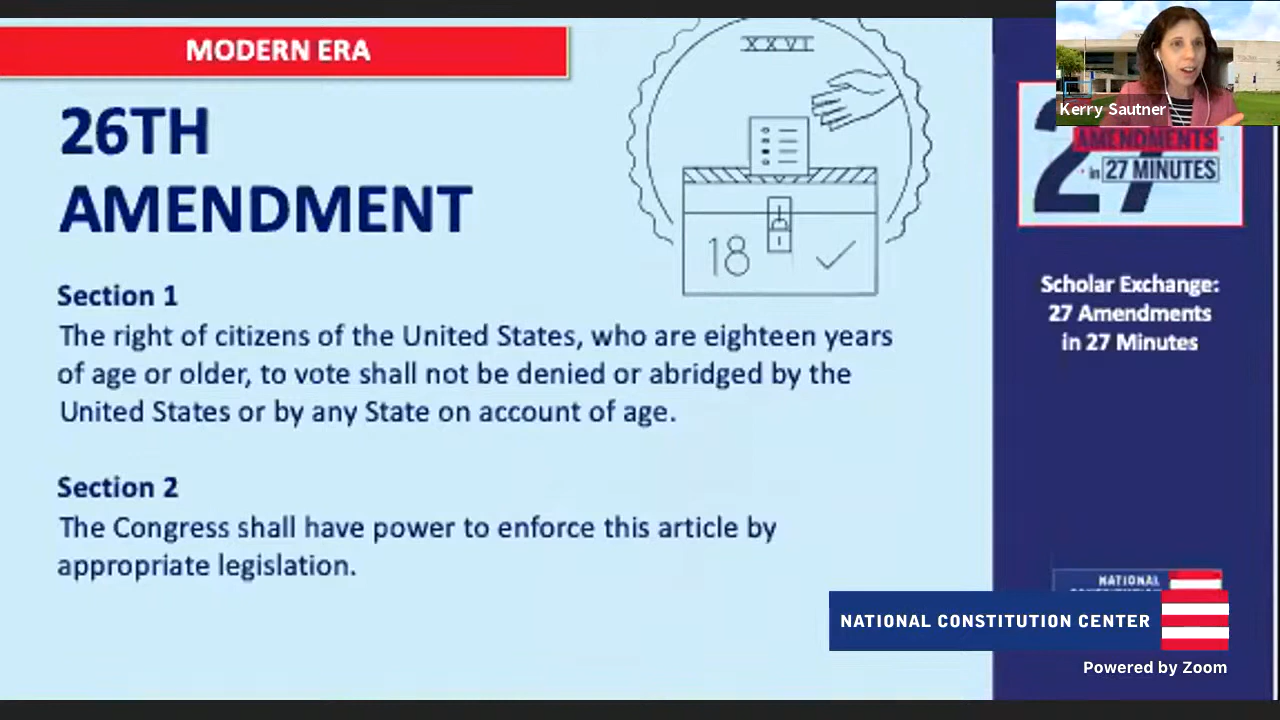 MODERN ERA
26TH
AMENDMENT
Section 1
The right of citizens of the United States, who are eighteen years
of age or older, to vote shall not be denied or abridged by the
United States or by any State on account of age.
Section 2
The Congress shall have power to enforce this article by
appropriate legislation.
XXVI
18
Kerry Sautner
27
AMENDMENTS
in 27 MINUTES
Scholar Exchange:
27 Amendments
in 27 Minutes
NATIONAL
NATIONAL CONSTITUTION CENTER
Powered by Zoom